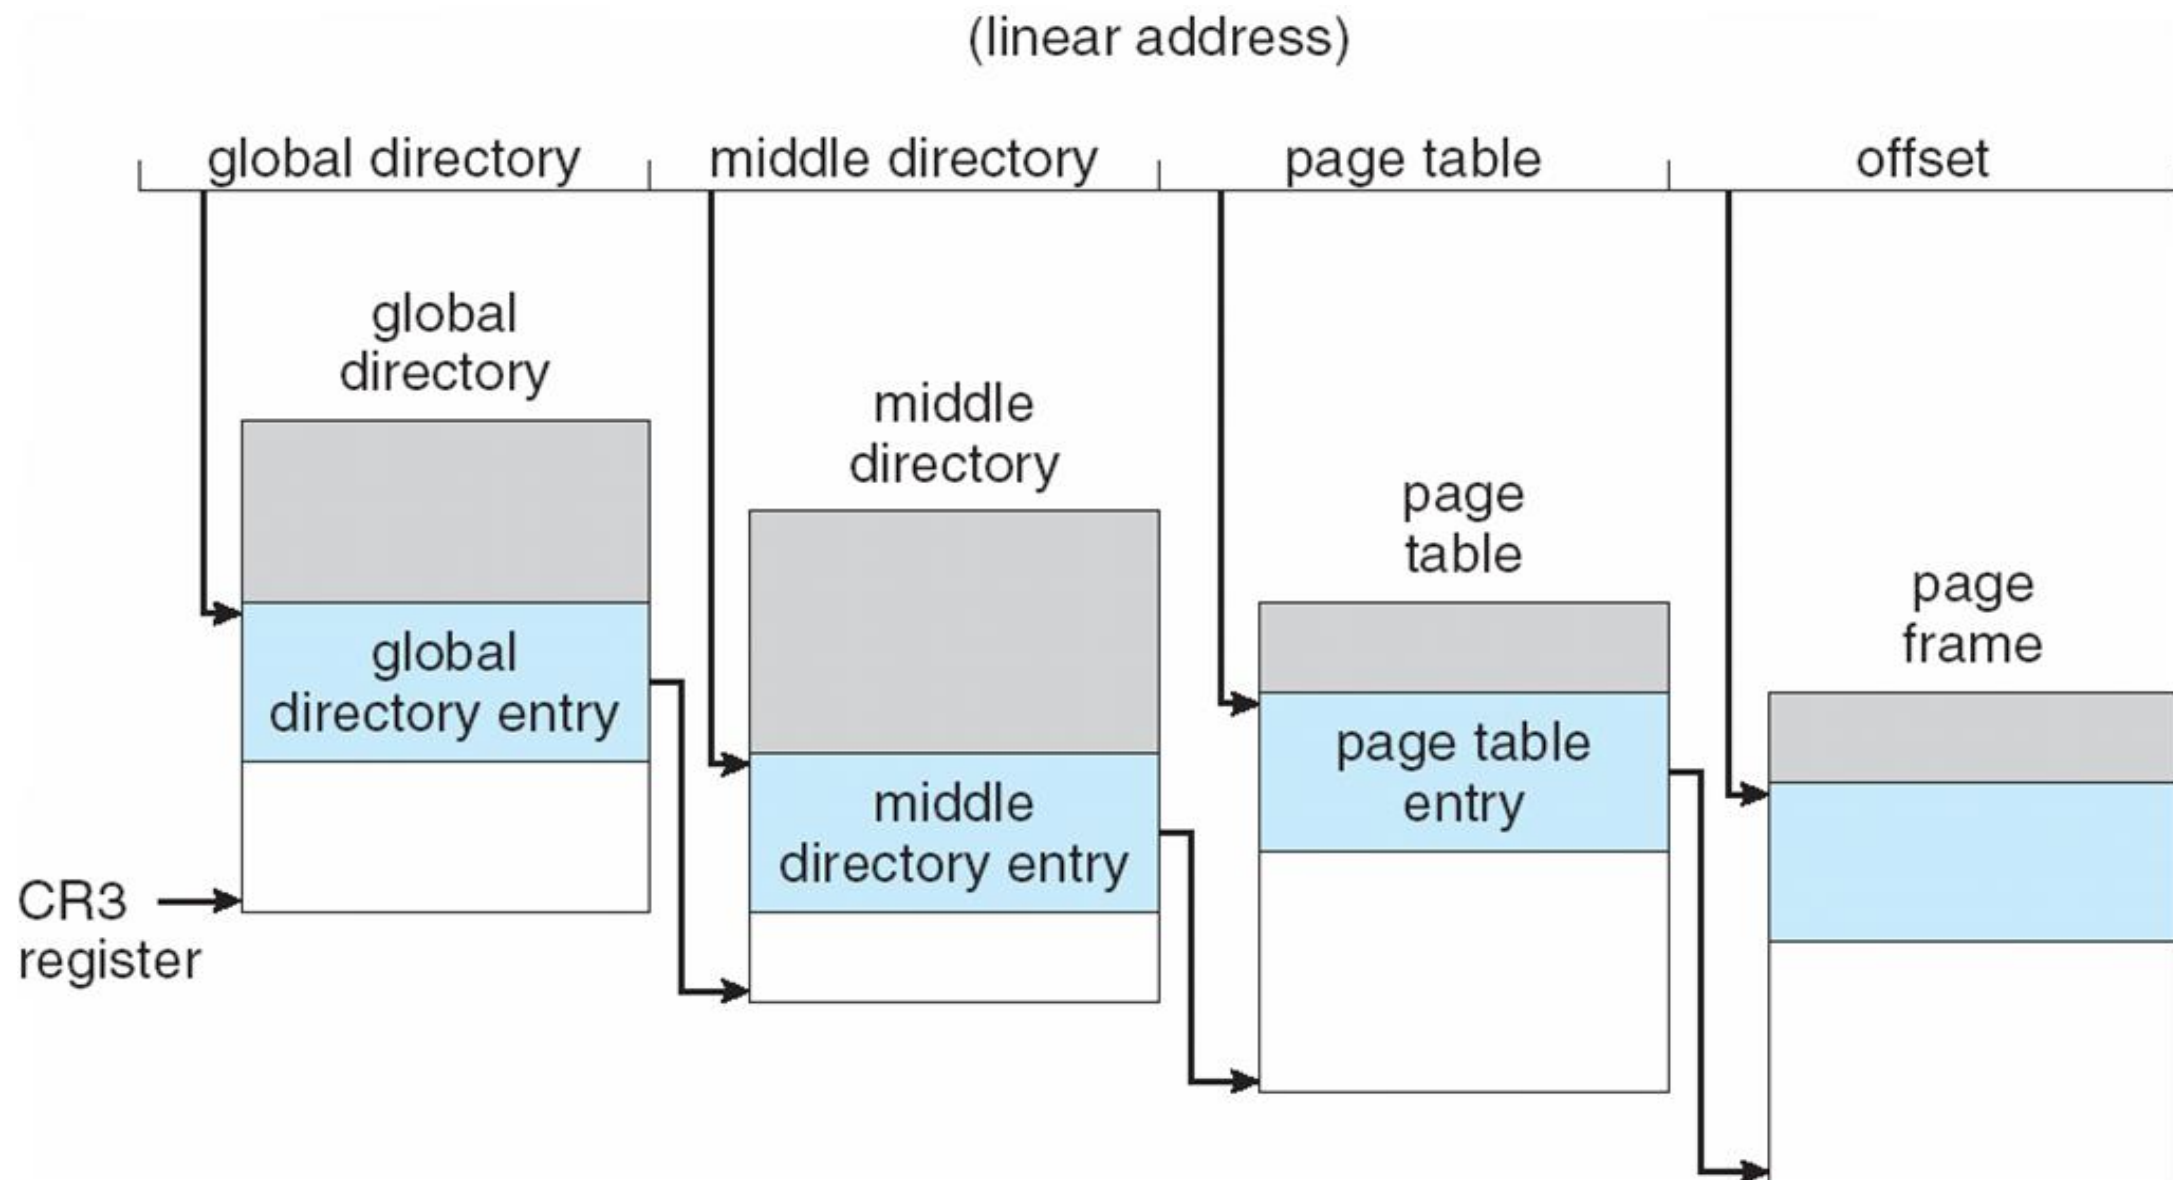 (linear address)
global directory
middle directory
page table
offset
global
directory
middle
directory
page
table
page
frame
global
directory entry
middle
directory entry
page table
entry
CR3
register